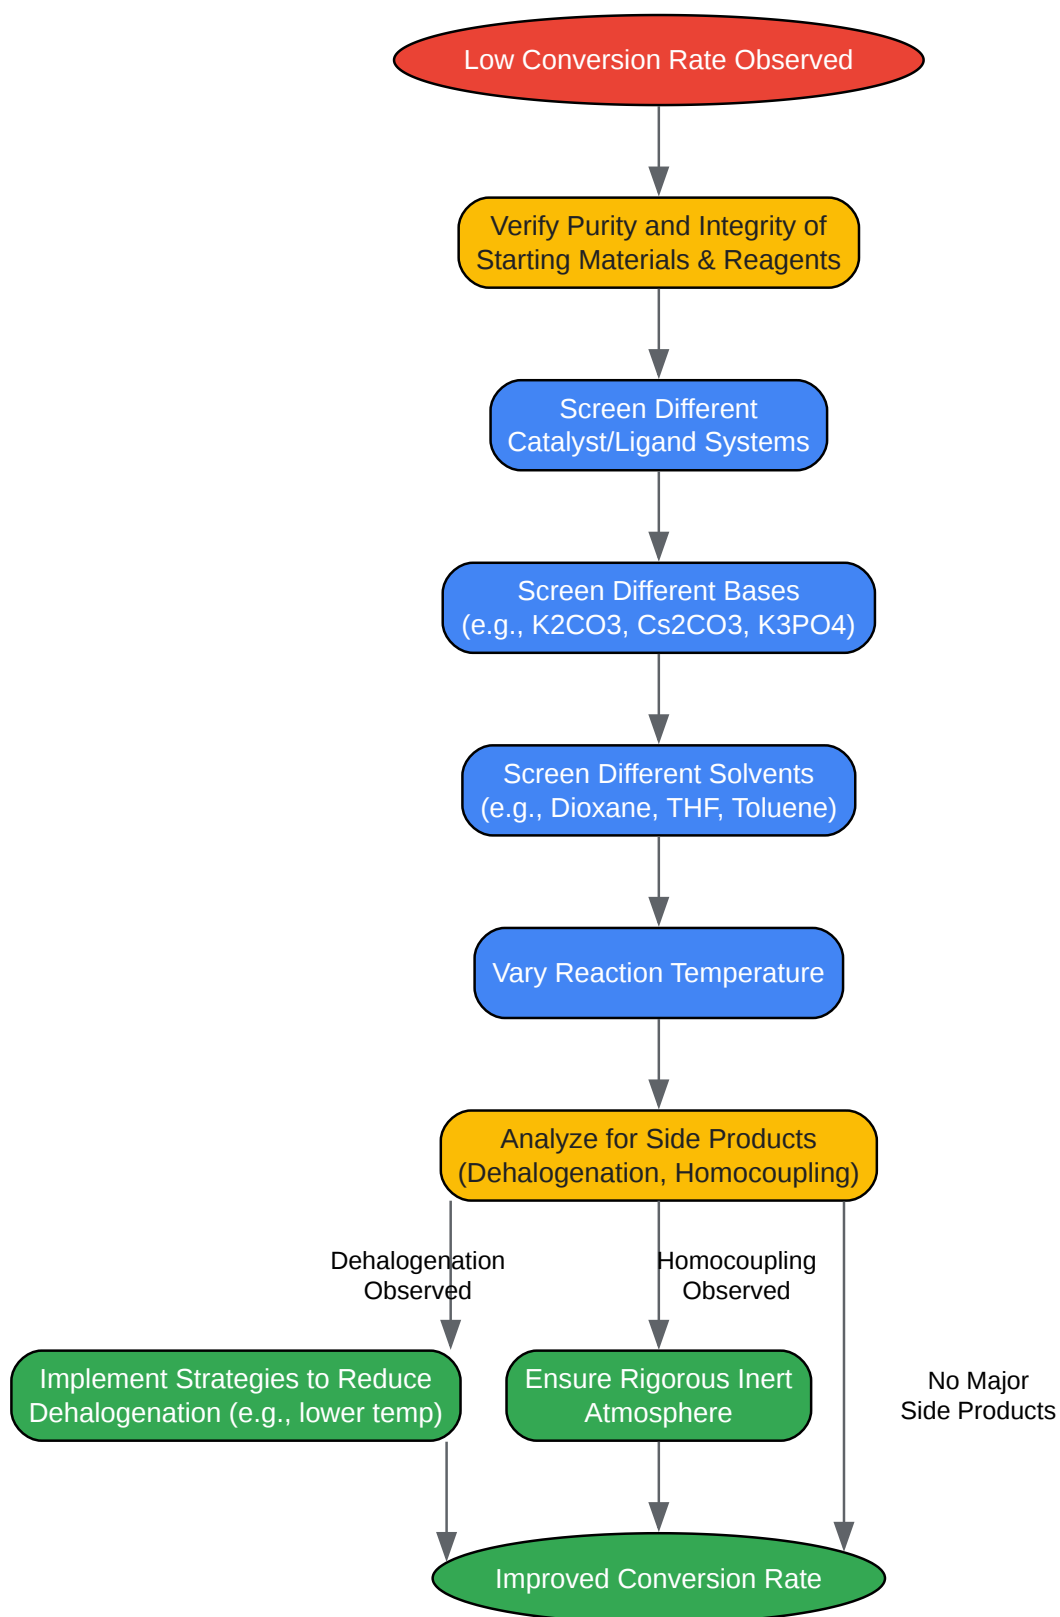 Low Conversion Rate Observed
Verify Purity and Integrity of
Starting Materials & Reagents
Screen Different
Catalyst/Ligand Systems
Screen Different Bases
(e.g., K2CO3, Cs2CO3, K3PO4)
Screen Different Solvents
(e.g., Dioxane, THF, Toluene)
Vary Reaction Temperature
Analyze for Side Products
(Dehalogenation, Homocoupling)
Dehalogenation
Observed
Homocoupling
Observed
Implement Strategies to Reduce
Dehalogenation (e.g., lower temp)
Ensure Rigorous Inert
Atmosphere
No Major
Side Products
Improved Conversion Rate